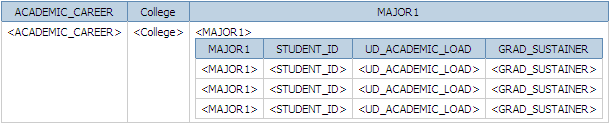 ACADEMIC_CAREER College MAJOR1
<ACADEMIC_CAREER> <College> <MAJOR1>
MAJOR1 STUDENT_ID UD_ACADEMIC_LOAD GRAD_SUSTAINER
<MAJOR1> <STUDENT_ID> <UD_ACADEMIC_LOAD> <GRAD_SUSTAINER>
<MAJOR1> <STUDENT_ID> <UD_ACADEMIC_LOAD> <GRAD_SUSTAINER>
<MAJOR1> <STUDENT_ID> <UD_ACADEMIC_LOAD> <GRAD_SUSTAINER>